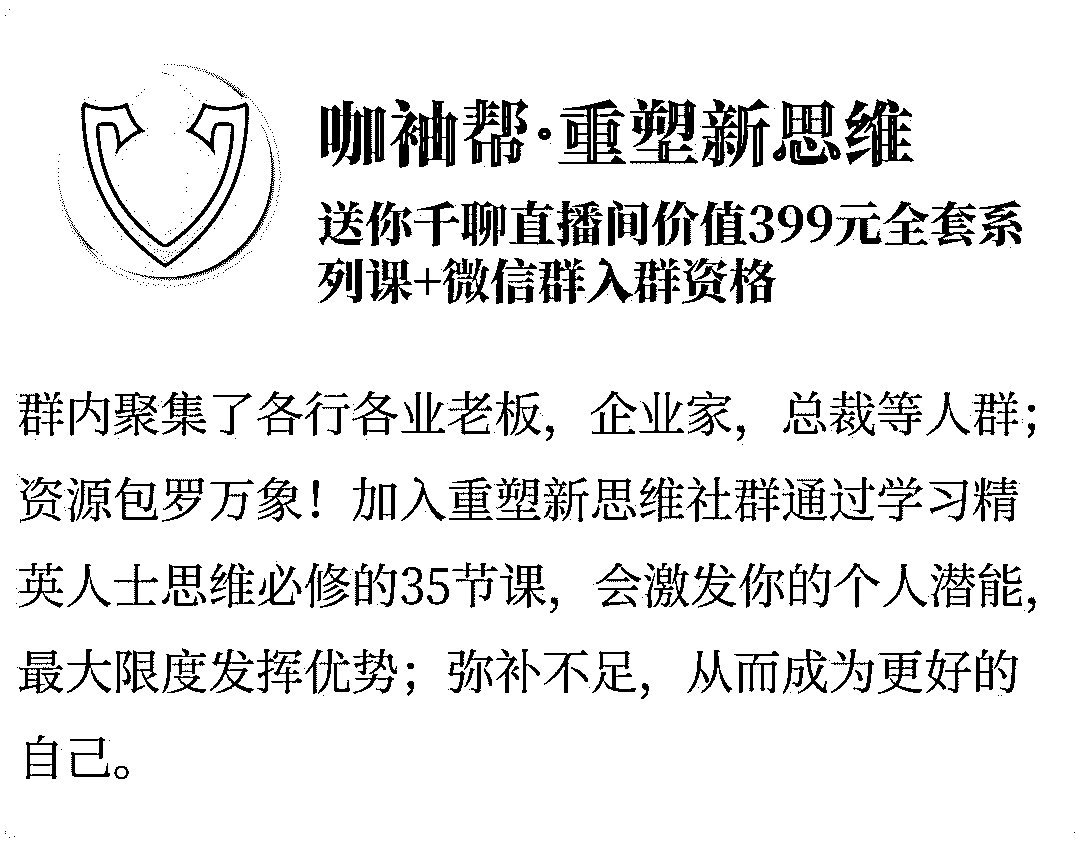 咖袖帮·重塑新思维
送你千聊直播间价值399元全套系
列课+微信群入群资格
群内聚集了各行各业老板，企业家，总裁等人群；
资源包罗万象！加入重塑新思维社群通过学习精
英人士思维必修的35节课，会激发你的个人潜能，
最大限度发挥优势；弥补不足，从而成为更好的
自己。